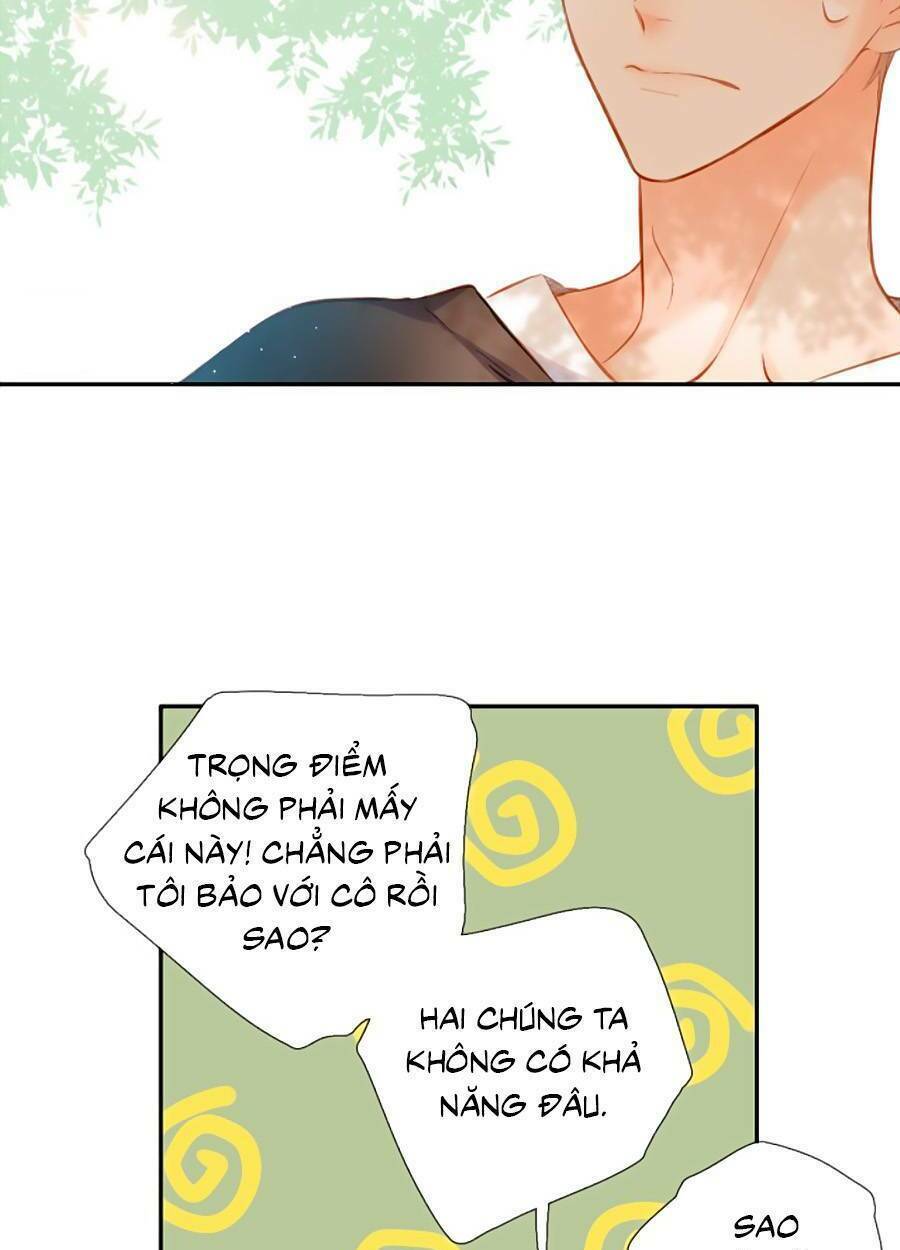 TRỌNG ĐIỂM
KHÔNG PHẢI MẤY
CÁI NÀY! CHẲNG PHẢI
TÔI BẢO VỚI CÔ RỒI
SAO?
HAI CHÚNG TA
KHÔNG CÓ KHẢ
NĂNG ĐÂU.
SAO